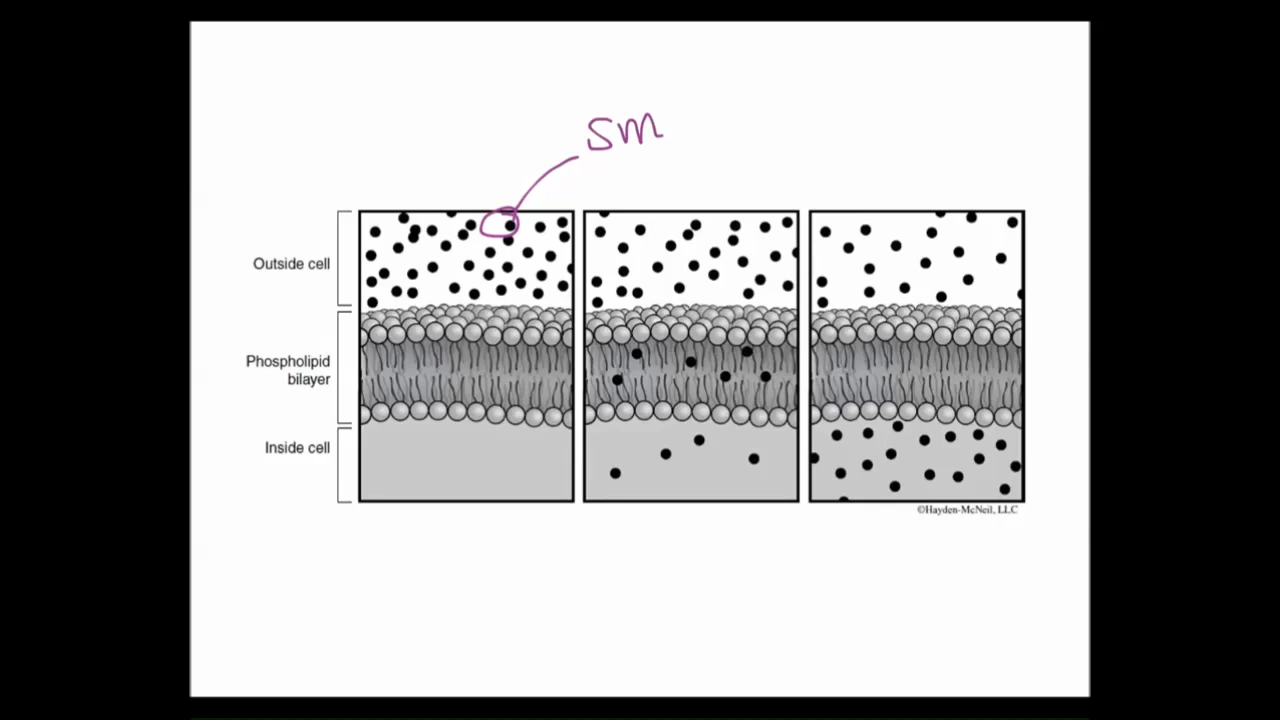 sm
Outside cell
Phospholipid
bilayer
Inside cell
©Hayden-McNeil, LLC